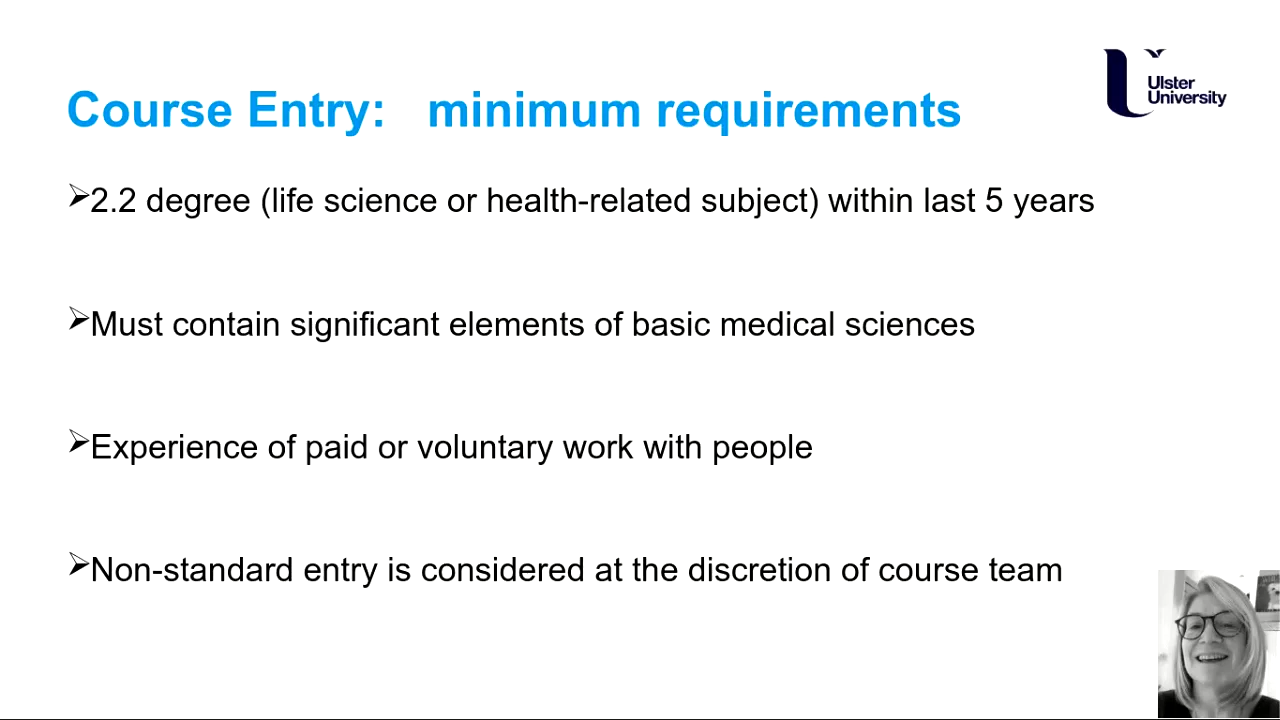 Ulster
University
Course Entry: minimum requirements
➢2.2 degree (life science or health-related subject) within last 5 years
➢Must contain significant elements of basic medical sciences
➢Experience of paid or voluntary work with people
➢Non-standard entry is considered at the discretion of course team